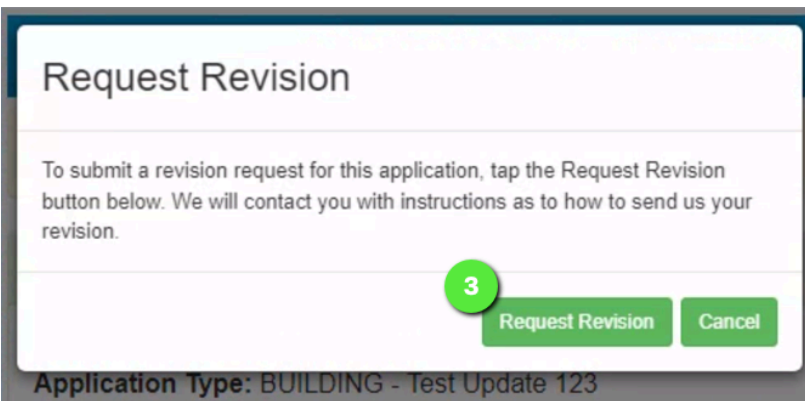 Request Revision
To submit a revision request for this application, tap the Request Revision
button below. We will contact you with instructions as to how to send us your
revision.
3
Request Revision Cancel
Application Type: BUILDING - Test Update 123